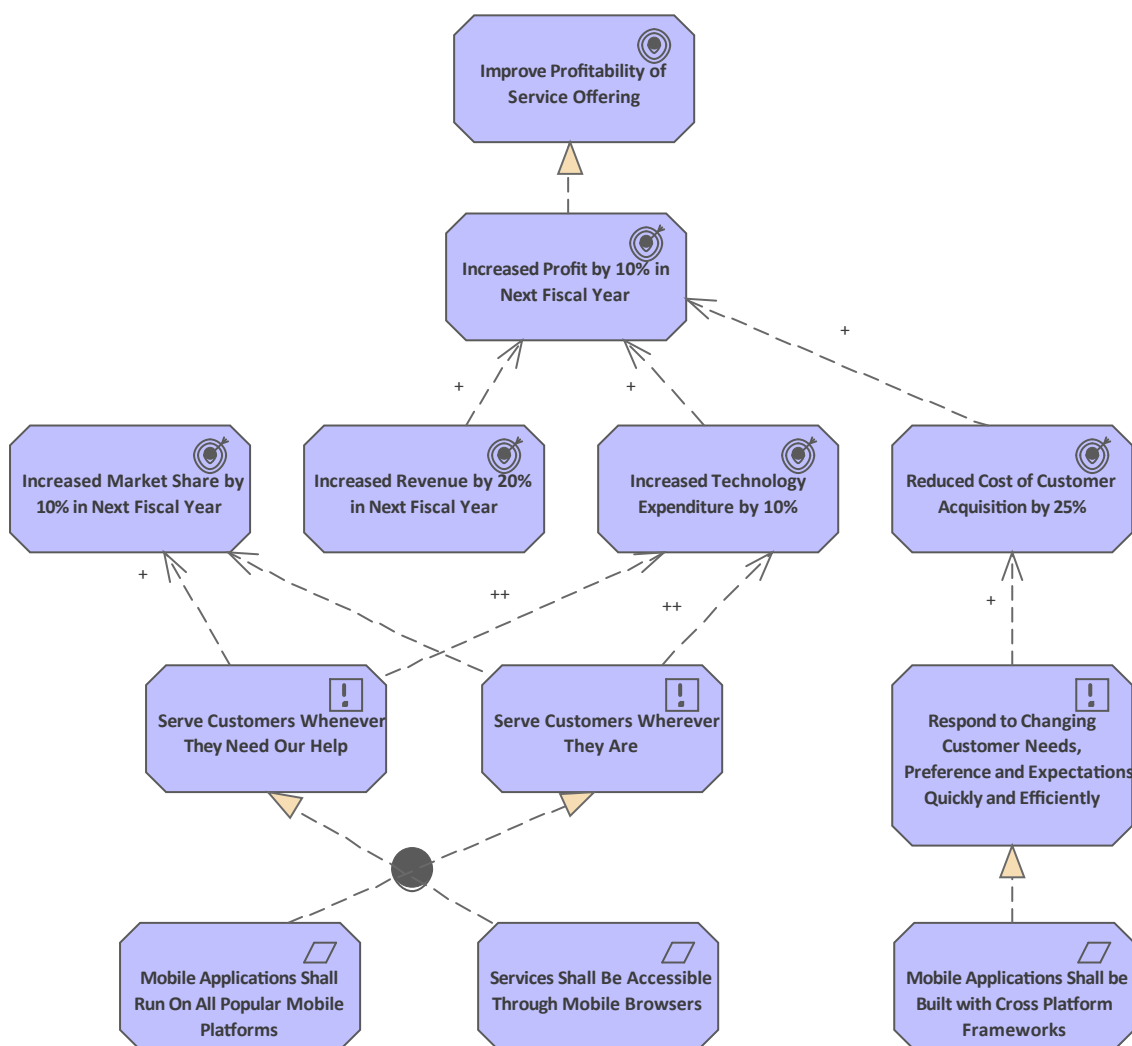 Improve Profitability of
Service Offering
Increased Profit by 10% in
Next Fiscal Year
+
+
+
Increased Market Share by
10% in Next Fiscal Year
Increased Revenue by 20%
in Next Fiscal Year
Increased Technology
Expenditure by 10%
Reduced Cost of Customer
Acquisition by 25%
+
++
++
+
Serve Customers Whenever
They Need Our Help
Serve Customers Wherever
They Are
Respond to Changing
Customer Needs,
Preference and Expectations
Quickly and Efficiently
Mobile Applications Shall
Run On All Popular Mobile
Platforms
Services Shall Be Accessible
Through Mobile Browsers
Mobile Applications Shall be
Built with Cross Platform
Frameworks